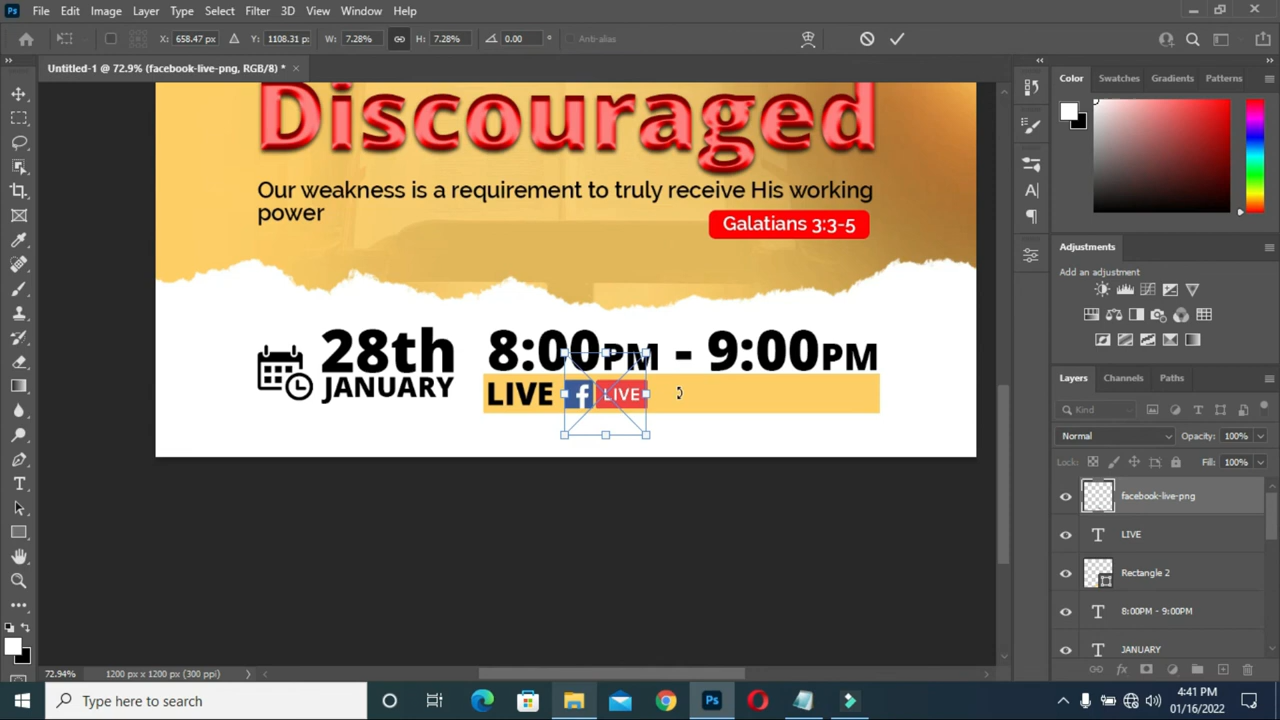 Ps File Edit Image Layer Type Select Filter 3D View Window Help
X: 658.47 px Y: 1108.31 px W: 7.28% H: 7.28% 0.00 ° Anti-alias
Untitled-1 @ 72.9% (facebook-live-png, RGB/8) * ×
Discouraged
Our weakness is a requirement to truly receive His working
power
Galatians 3:3-5
28th
JANUARY
8:00PM - 9:00PM
LIVE f LIVE
Color Swatches Gradients Patterns
Adjustments
Add an adjustment
Layers Channels Paths
Kind
Normal Opacity: 100%
Lock: Fill: 100%
facebook-live-png
T LIVE
Rectangle 2
T 8:00PM - 9:00PM
T JANUARY
72.94% 1200 px x 1200 px (300 ppi)
Type here to search
Ps
4:41 PM
01/16/2022